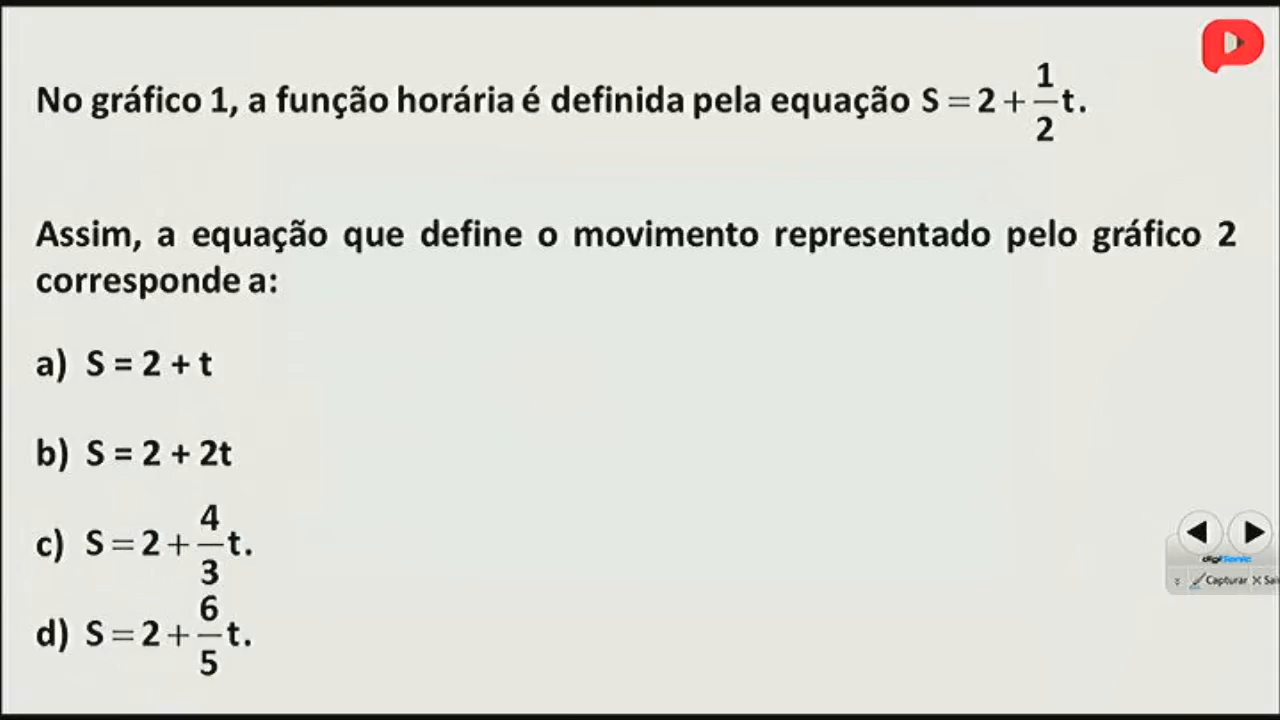 No gráfico 1, a função horária é definida pela equação S = 2 + 1/2 t.
Assim, a equação que define o movimento representado pelo gráfico 2
corresponde a:
a) S = 2 + t
b) S = 2 + 2t
c) S = 2 + 4/3 t.
d) S = 2 + 6/5 t.
digiSonic
Capturar